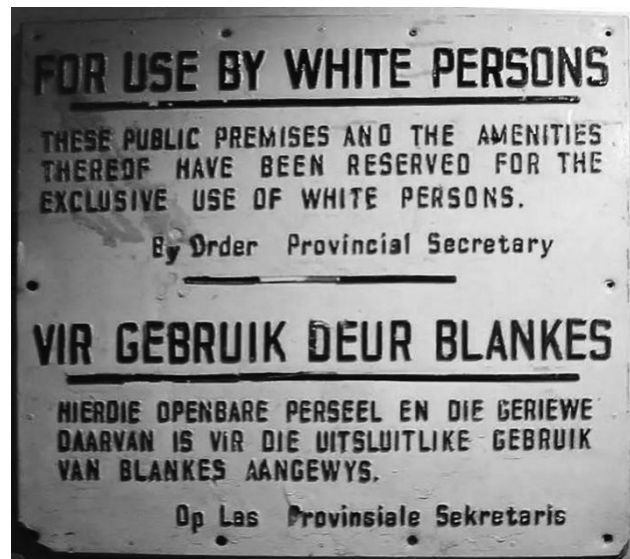 FOR USE BY WHITE PERSONS
THESE PUBLIC PREMISES AND THE AMENITIES
THEREOF HAVE BEEN RESERVED FOR THE
EXCLUSIVE USE OF WHITE PERSONS.
By Order Provincial Secretary
VIR GEBRUIK DEUR BLANKES
HIERDIE OPENBARE PERSEEL EN DIE GERIEWE
DAARVAN IS VIR DIE UITSLUITLIKE GEBRUIK
VAN BLANKES AANGEWYS.
Op Las Provinsiale Sekretaris